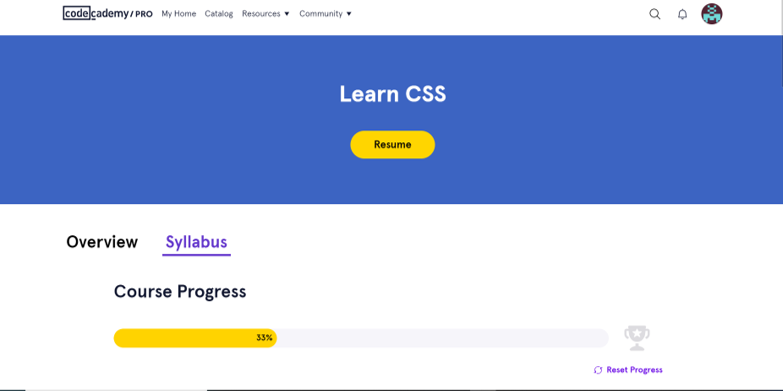 codecademy/PRO My Home Catalog Resources Community
Learn CSS
Resume
Overview Syllabus
Course Progress
33%
Reset Progress